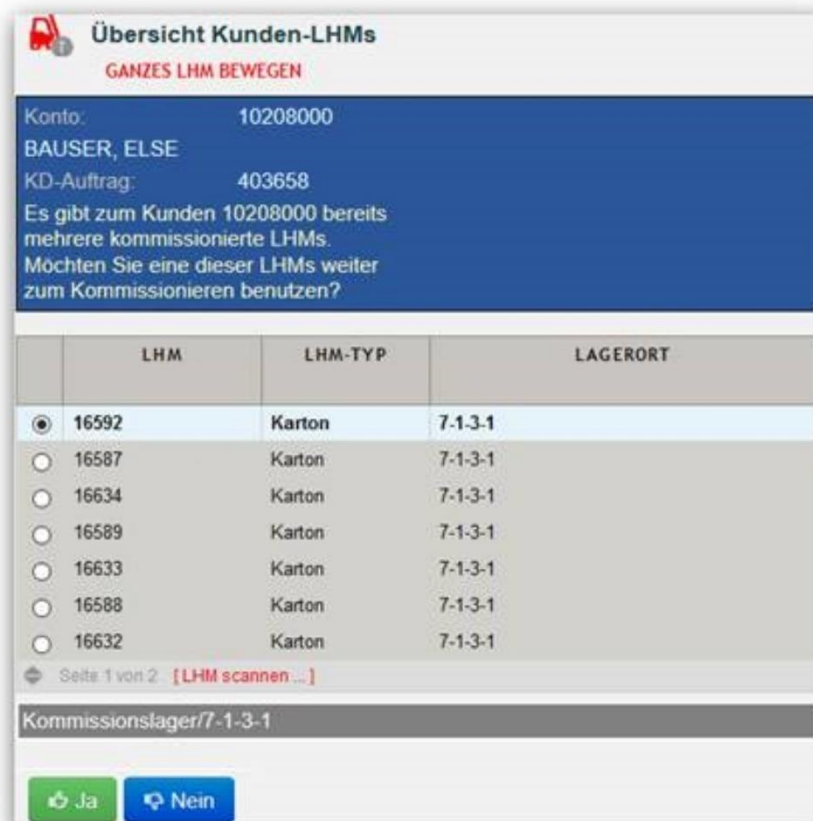 Übersicht Kunden-LHMs
GANZES LHM BEWEGEN
Konto: 10208000
BAUSER, ELSE
KD-Auftrag: 403658
Es gibt zum Kunden 10208000 bereits
mehrere kommissionierte LHMs.
Möchten Sie eine dieser LHMs weiter
zum Kommissionieren benutzen?
LHM LHM-TYP LAGERORT
16592 Karton 7-1-3-1
16587 Karton 7-1-3-1
16634 Karton 7-1-3-1
16589 Karton 7-1-3-1
16633 Karton 7-1-3-1
16588 Karton 7-1-3-1
16632 Karton 7-1-3-1
Seite 1 von 2 [ LHM scannen ... ]
Kommissionslager/7-1-3-1
Ja Nein